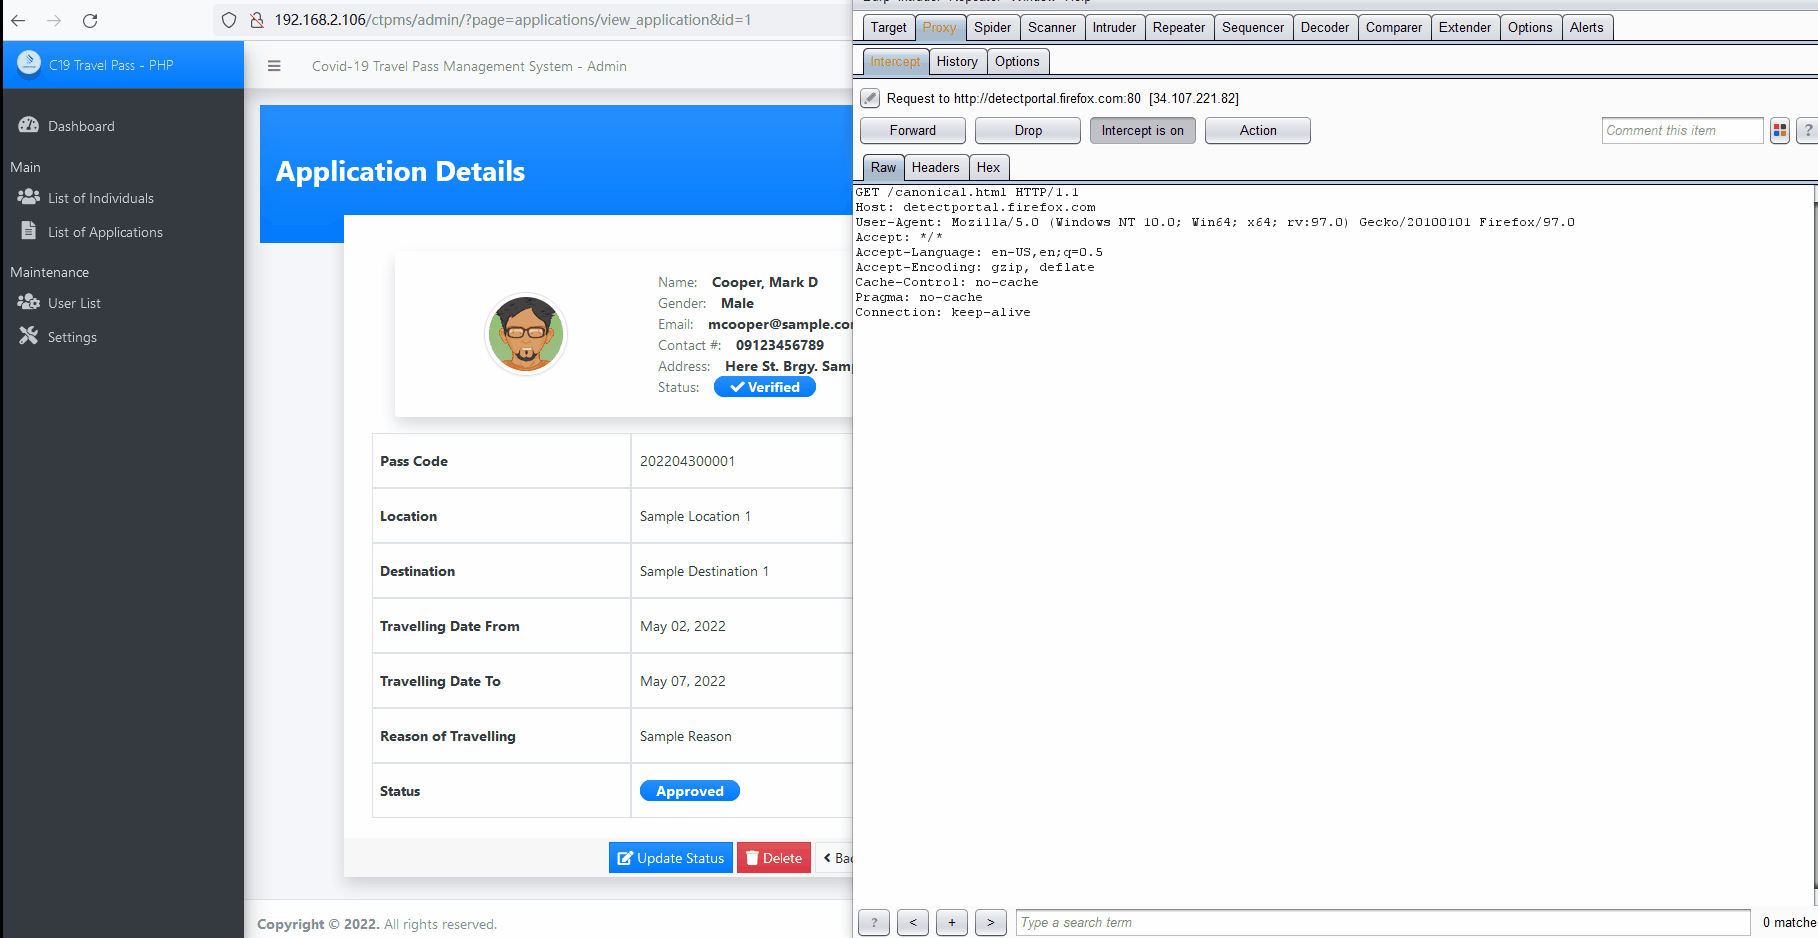 192.168.2.106/ctpms/admin/?page=applications/view_application&id=1
C19 Travel Pass - PHP
Covid-19 Travel Pass Management System - Admin
Dashboard
Main
List of Individuals
List of Applications
Maintenance
User List
Settings
Application Details
Name: Cooper, Mark D
Gender: Male
Email: mcooper@sample.co
Contact #: 09123456789
Address: Here St. Brgy. Sam
Status: Verified
Pass Code 202204300001
Location Sample Location 1
Destination Sample Destination 1
Travelling Date From May 02, 2022
Travelling Date To May 07, 2022
Reason of Travelling Sample Reason
Status Approved
Update Status Delete < Bac
Copyright © 2022. All rights reserved.
Target Proxy Spider Scanner Intruder Repeater Sequencer Decoder Comparer Extender Options Alerts
Intercept History Options
Request to http://detectportal.firefox.com:80 [34.107.221.82]
Forward Drop Intercept is on Action Comment this item ?
Raw Headers Hex
GET /canonical.html HTTP/1.1
Host: detectportal.firefox.com
User-Agent: Mozilla/5.0 (Windows NT 10.0; Win64; x64; rv:97.0) Gecko/20100101 Firefox/97.0
Accept: */*
Accept-Language: en-US,en;q=0.5
Accept-Encoding: gzip, deflate
Cache-Control: no-cache
Pragma: no-cache
Connection: keep-alive
? < + > Type a search term 0 matche